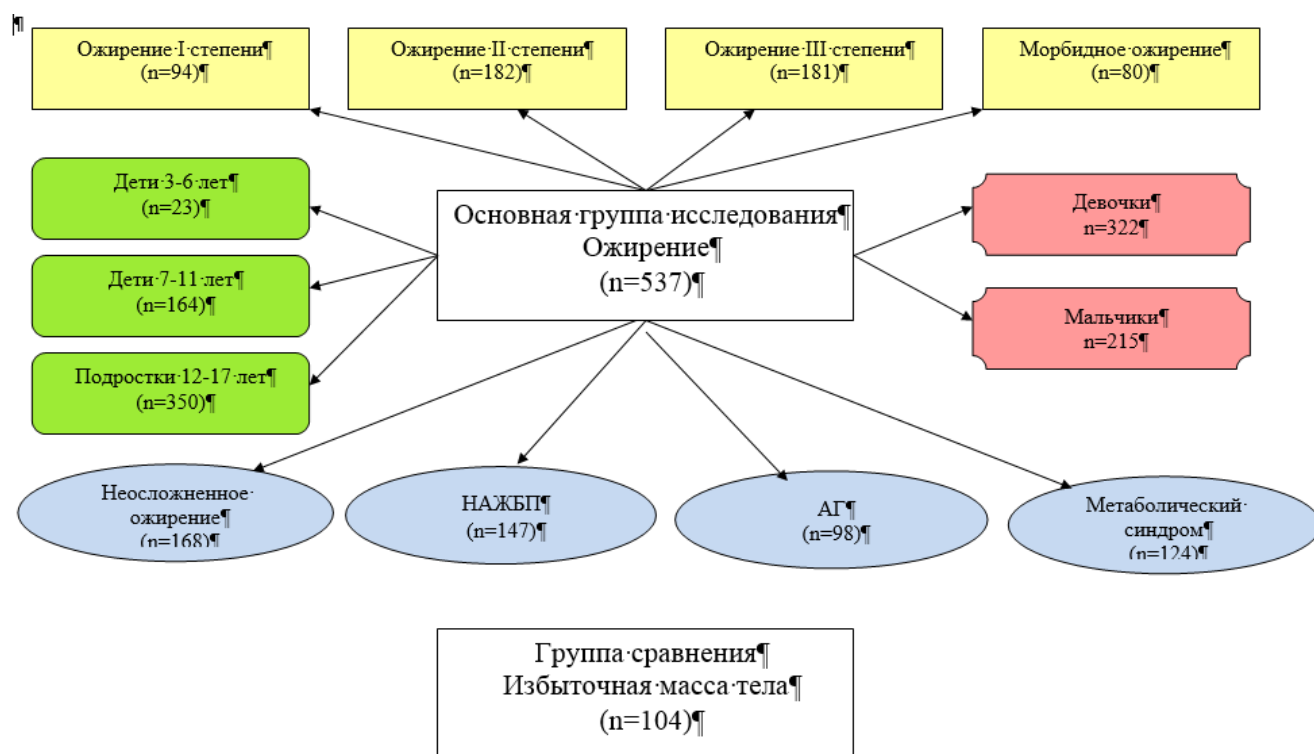 Ожирение I степени
(n=94)
Ожирение II степени
(n=182)
Ожирение III степени
(n=181)
Морбидное ожирение
(n=80)
Дети 3-6 лет
(n=23)
Дети 7-11 лет
(n=164)
Подростки 12-17 лет
(n=350)
Основная группа исследования
Ожирение
(n=537)
Девочки
n=322
Мальчики
n=215
Неосложненное
ожирение
(n=168)
НАЖБП
(n=147)
АГ
(n=98)
Метаболический
синдром
(n=124)
Группа сравнения
Избыточная масса тела
(n=104)